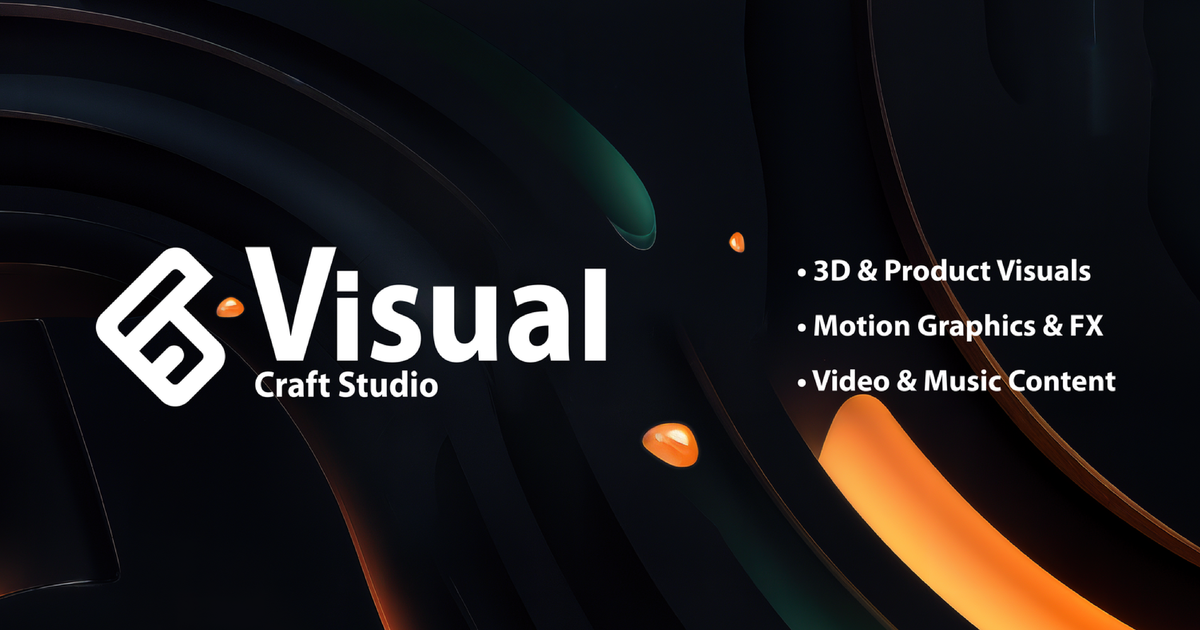 Visual
Craft Studio
• 3D & Product Visuals
• Motion Graphics & FX
• Video & Music Content